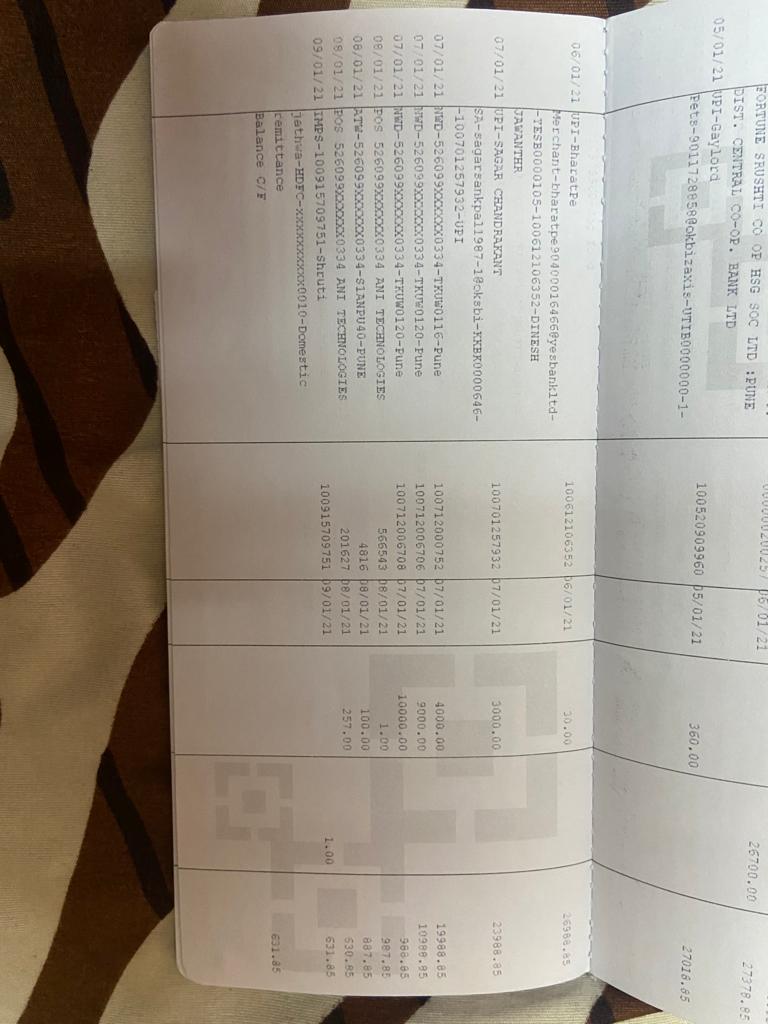 FORTUNE SRUSHTI CO OP HSG SOC LTD :PUNE
DIST. CENTRAL CO-OP. BANK LTD 26700.00 27378.85
05/01/21 UPI-Gaylord
Pets-9011728858@okbizaxis-UTIB0000000-1- 100520909960 05/01/21 360.00 27018.85
06/01/21 UPI-BharatPe
Merchant-bharatpe90400016466@yesbankltd- 100612106352 06/01/21 30.00 26988.85
-YESB0000105-100612106352-DINESH
JAWANTHR
07/01/21 UPI-SAGAR CHANDRAKANT 100701257932 07/01/21 3000.00 23988.85
SA-sagarsankpal1987-1@oksbi-KKBK0000646-
-100701257932-UPI
07/01/21 NWD-526099XXXXXX0334-TKUW0116-Pune 100712000752 07/01/21 4000.00 19988.85
07/01/21 NWD-526099XXXXXX0334-TKUW0120-Pune 100712006706 07/01/21 9000.00 10988.85
07/01/21 NWD-526099XXXXXX0334-TKUW0120-Pune 100712006708 07/01/21 10000.00 988.85
08/01/21 POS 526099XXXXXX0334 ANI TECHNOLOGIES 566543 08/01/21 1.00 987.85
08/01/21 ATW-526099XXXXXX0334-S1ANPU40-PUNE 4816 08/01/21 100.00 887.85
08/01/21 POS 526099XXXXXX0334 ANI TECHNOLOGIES 201627 08/01/21 257.00 630.85
09/01/21 IMPS-100915709751-Shruti 100915709751 09/01/21 1.00 631.85
jathwa-HDFC-xxxxxxxxxx0010-Domestic
remittance
Balance C/F 631.85